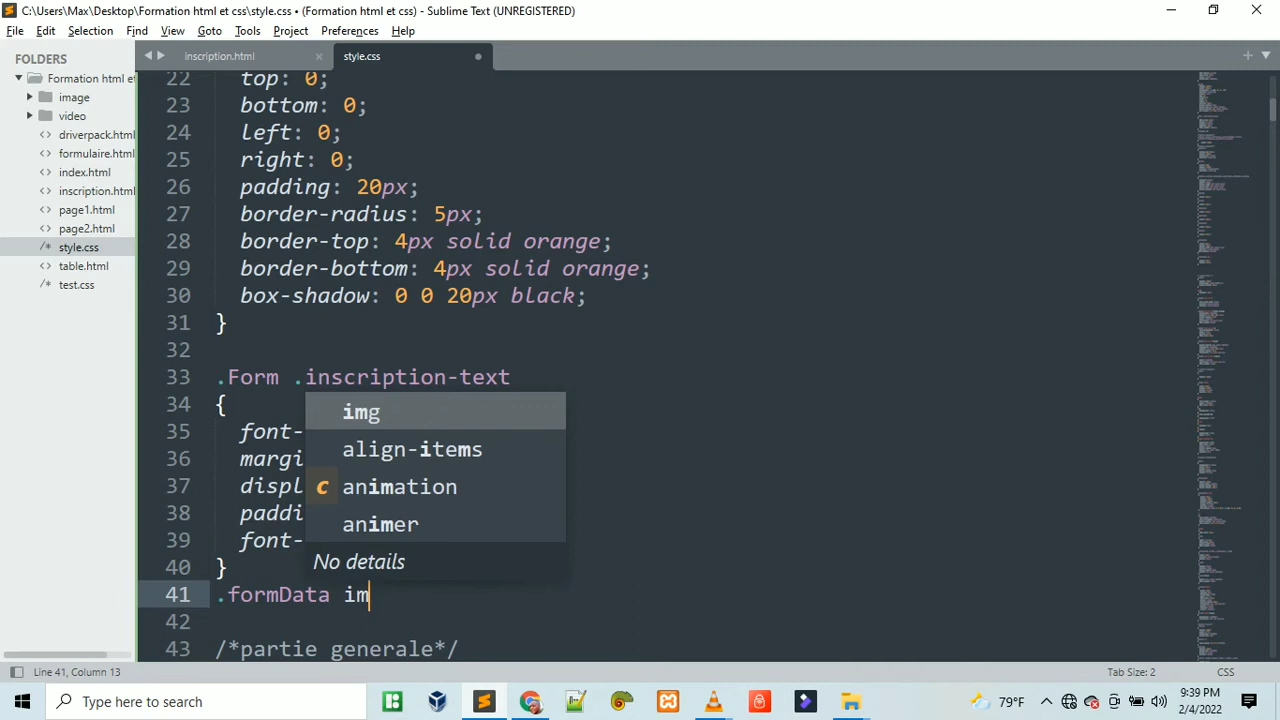 C:\Users\Max\Desktop\Formation html et css\style.css • (Formation html et css) - Sublime Text (UNREGISTERED)
File Edit Selection Find View Goto Tools Project Preferences Help
FOLDERS
Formation html et
image
video
driverpack.html
formulaire.html
index.html
inscription.html
page1.html
page2.html
style.css
table.html
test.css
inscription.html
style.css
22 top: 0;
23 bottom: 0;
24 left: 0;
25 right: 0;
26 padding: 20px;
27 border-radius: 5px;
28 border-top: 4px solid orange;
29 border-bottom: 4px solid orange;
30 box-shadow: 0 0 20px black;
31 }
32
33 .Form .inscription-text
34 {
35 font-
36 margi
37 displ
38 paddi
39 font-
40 }
41 .formData im
42
43 /*partie generale*/
img
align-items
c animation
animer
No details
Line 41, Column 13
Tab Size: 2
CSS
Type here to search
79°F
9:39 PM
2/4/2022